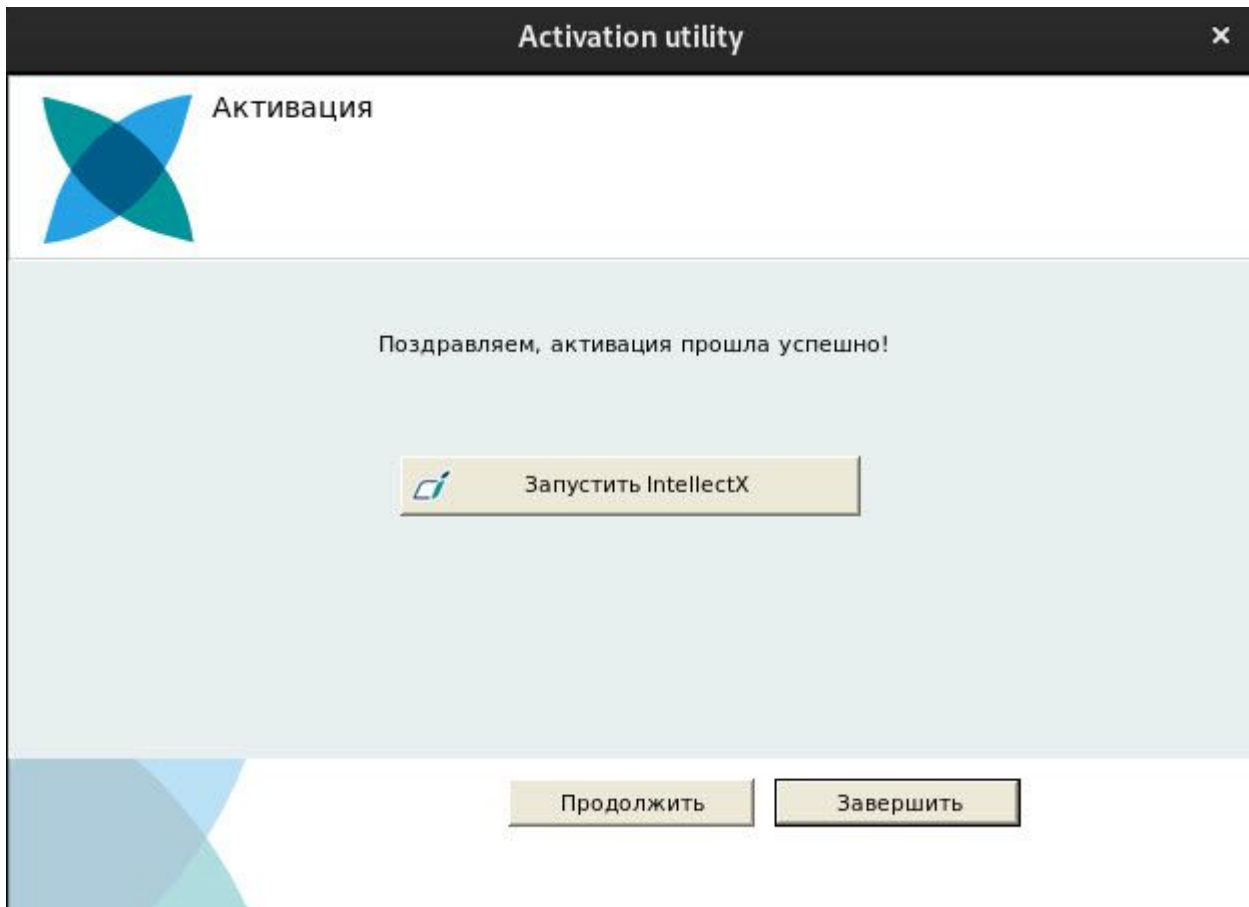 Activation utility
Активация
Поздравляем, активация прошла успешно!
Запустить IntellectX
Продолжить
Завершить